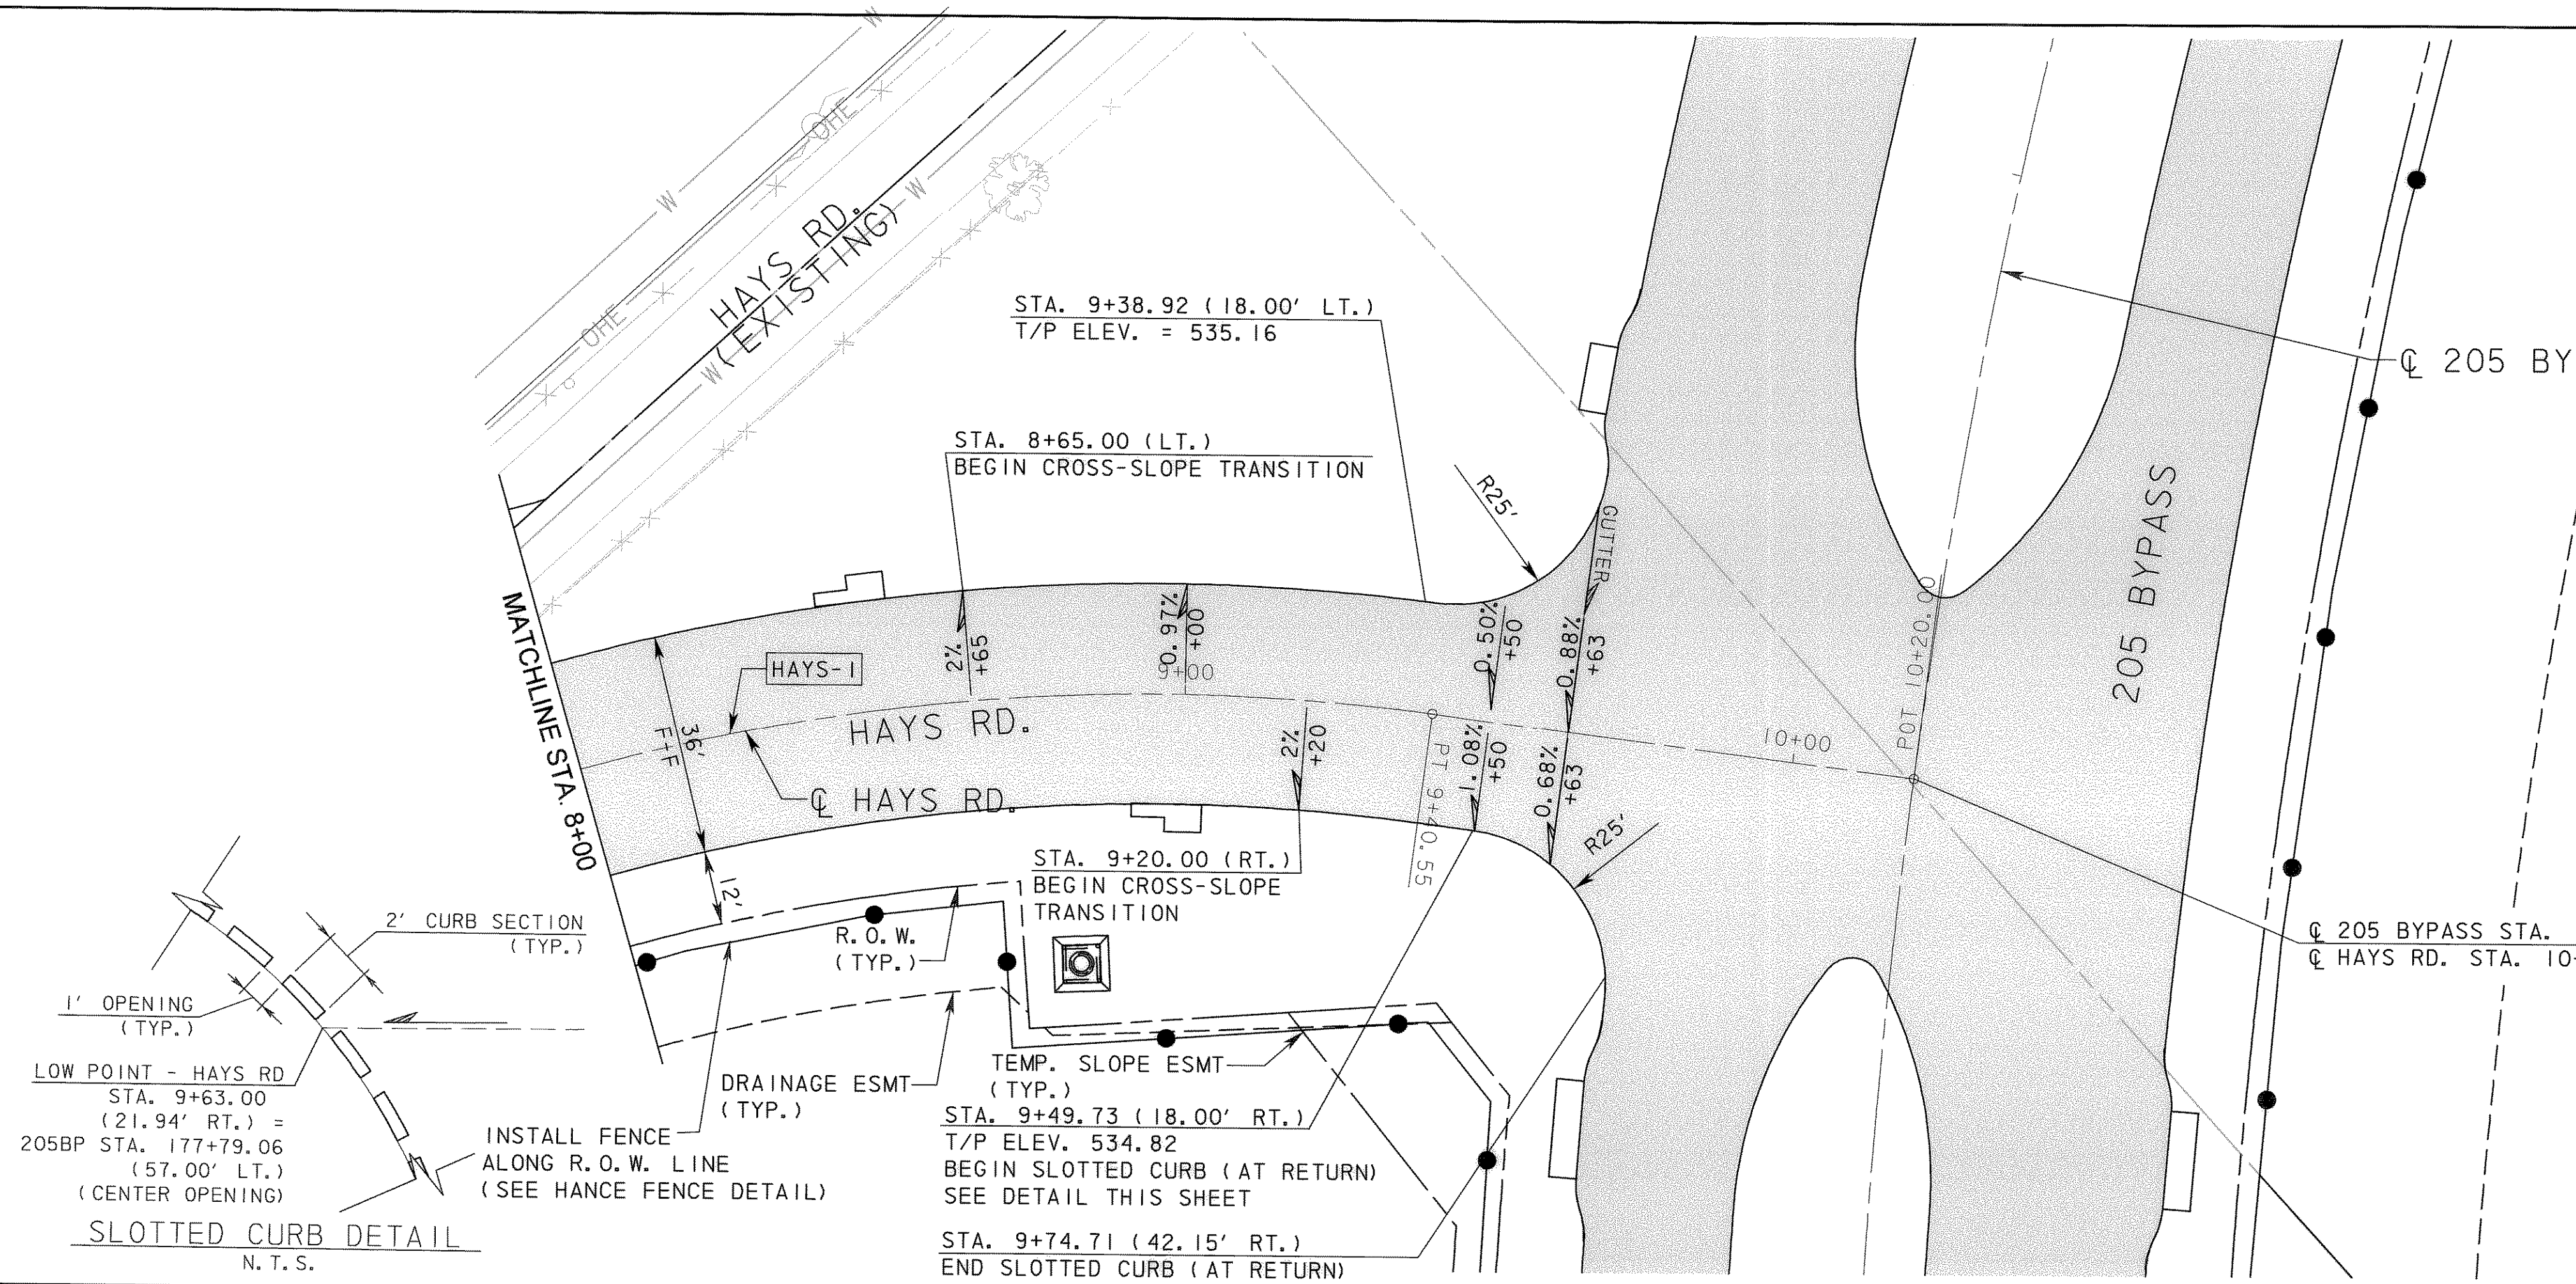 W
W
OHE
HAYS RD.
(EXISTING)
W
OHE
W
STA. 9+38.92 (18.00' LT.)
T/P ELEV. = 535.16
STA. 8+65.00 (LT.)
BEGIN CROSS-SLOPE TRANSITION
R25'
GUTTER
℄ 205 BY
205 BYPASS
MATCHLINE STA. 8+00
HAYS-1
36'
F-F
2%
+65
0.97%
+00
9+00
0.50%
+50
0.88%
+63
HAYS RD.
℄ HAYS RD.
2%
+20
PT 9+40.55
1.08%
+50
0.68%
+63
10+00
POT 10+20.00
R25'
12'
STA. 9+20.00 (RT.)
BEGIN CROSS-SLOPE
TRANSITION
R.O.W.
(TYP.)
℄ 205 BYPASS STA.
℄ HAYS RD. STA. 10+
2' CURB SECTION
(TYP.)
1' OPENING
(TYP.)
LOW POINT - HAYS RD
STA. 9+63.00
(21.94' RT.) =
205BP STA. 177+79.06
(57.00' LT.)
(CENTER OPENING)
SLOTTED CURB DETAIL
N.T.S.
INSTALL FENCE
ALONG R.O.W. LINE
(SEE HANCE FENCE DETAIL)
DRAINAGE ESMT
(TYP.)
TEMP. SLOPE ESMT
(TYP.)
STA. 9+49.73 (18.00' RT.)
T/P ELEV. 534.82
BEGIN SLOTTED CURB (AT RETURN)
SEE DETAIL THIS SHEET
STA. 9+74.71 (42.15' RT.)
END SLOTTED CURB (AT RETURN)